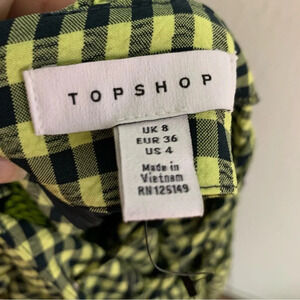 TOPSHOP
UK 8
EUR 36
US 4
Made in
Vietnam
RN 125149